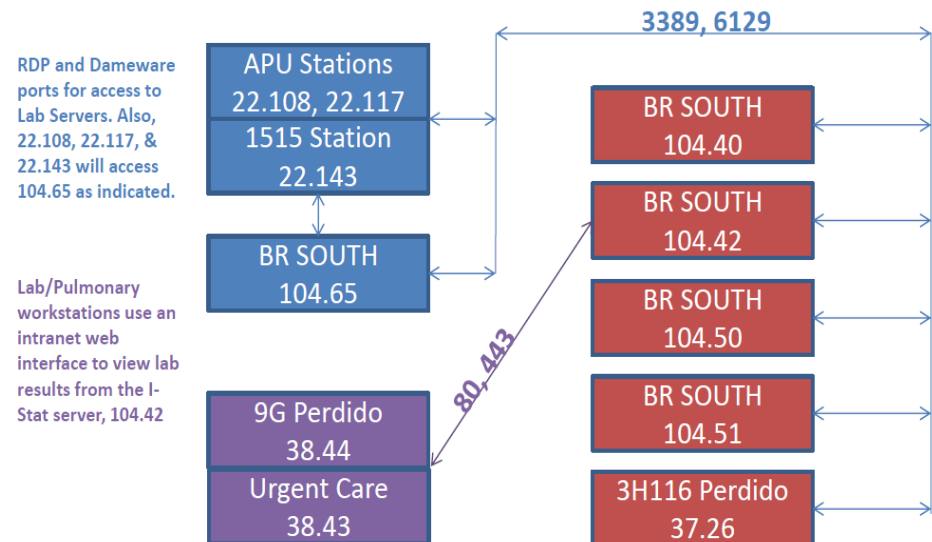 3389, 6129
RDP and Dameware
ports for access to
Lab Servers. Also,
22.108, 22.117, &
22.143 will access
104.65 as indicated.
APU Stations
22.108, 22.117
1515 Station
22.143
BR SOUTH
104.65
Lab/Pulmonary
workstations use an
intranet web
interface to view lab
results from the I-
Stat server, 104.42
9G Perdido
38.44
Urgent Care
38.43
80, 443
BR SOUTH
104.40
BR SOUTH
104.42
BR SOUTH
104.50
BR SOUTH
104.51
3H116 Perdido
37.26